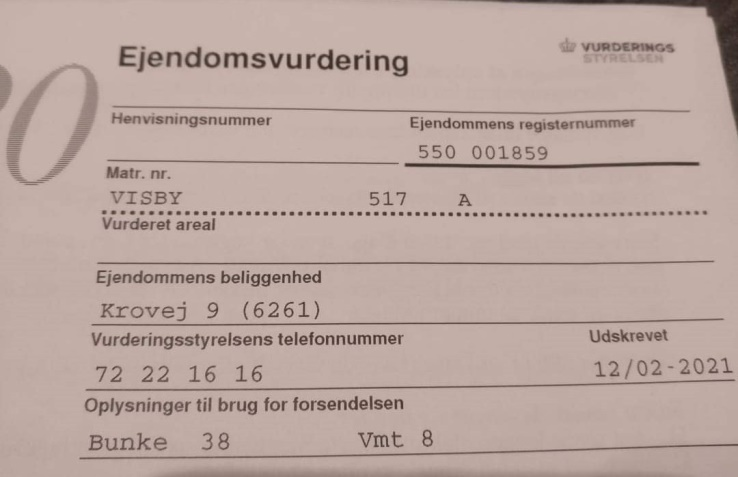 Ejendomsvurdering
VURDERINGS
STYRELSEN
Henvisningsnummer
Ejendommens registernummer
550 001859
Matr. nr.
VISBY 517 A
Vurderet areal
Ejendommens beliggenhed
Krovej 9 (6261)
Vurderingsstyrelsens telefonnummer Udskrevet
72 22 16 16 12/02-2021
Oplysninger til brug for forsendelsen
Bunke 38 Vmt 8